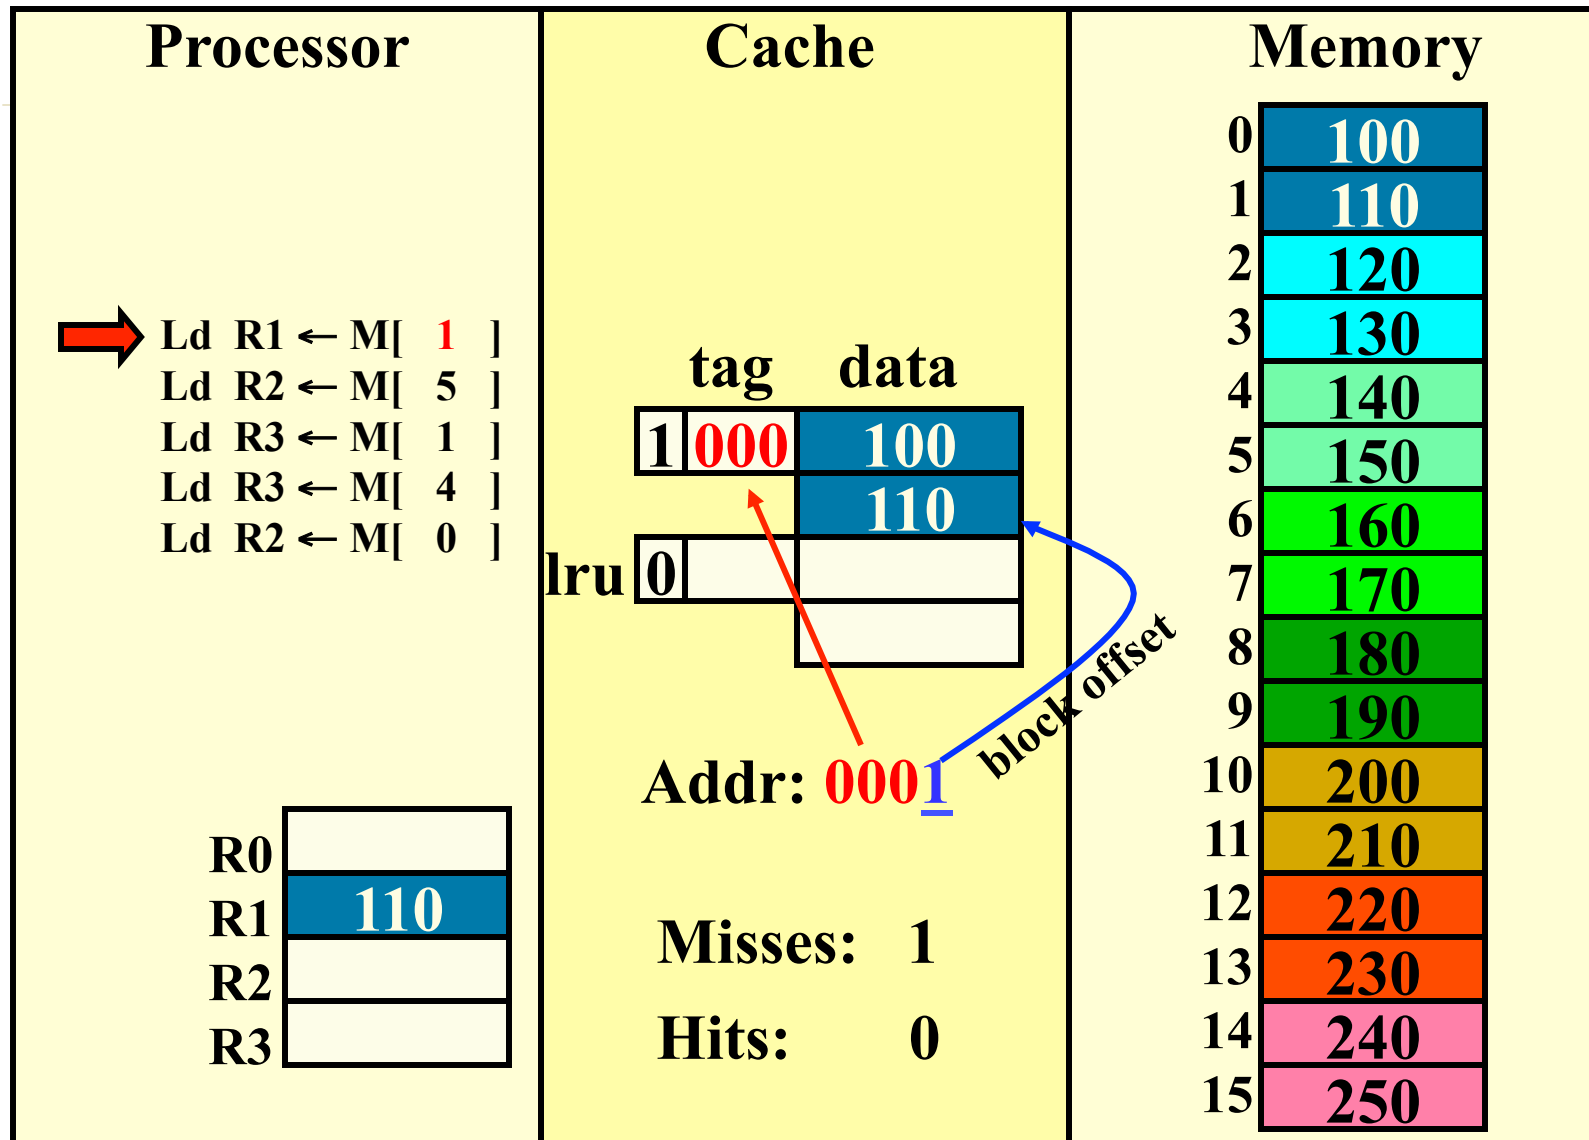 Processor
Ld R1 ← M[ 1 ]
Ld R2 ← M[ 5 ]
Ld R3 ← M[ 1 ]
Ld R3 ← M[ 4 ]
Ld R2 ← M[ 0 ]
R0
R1 110
R2
R3
Cache
tag data
1 000 100
110
lru 0
block offset
Addr: 0001
Misses: 1
Hits: 0
Memory
0 100
1 110
2 120
3 130
4 140
5 150
6 160
7 170
8 180
9 190
10 200
11 210
12 220
13 230
14 240
15 250